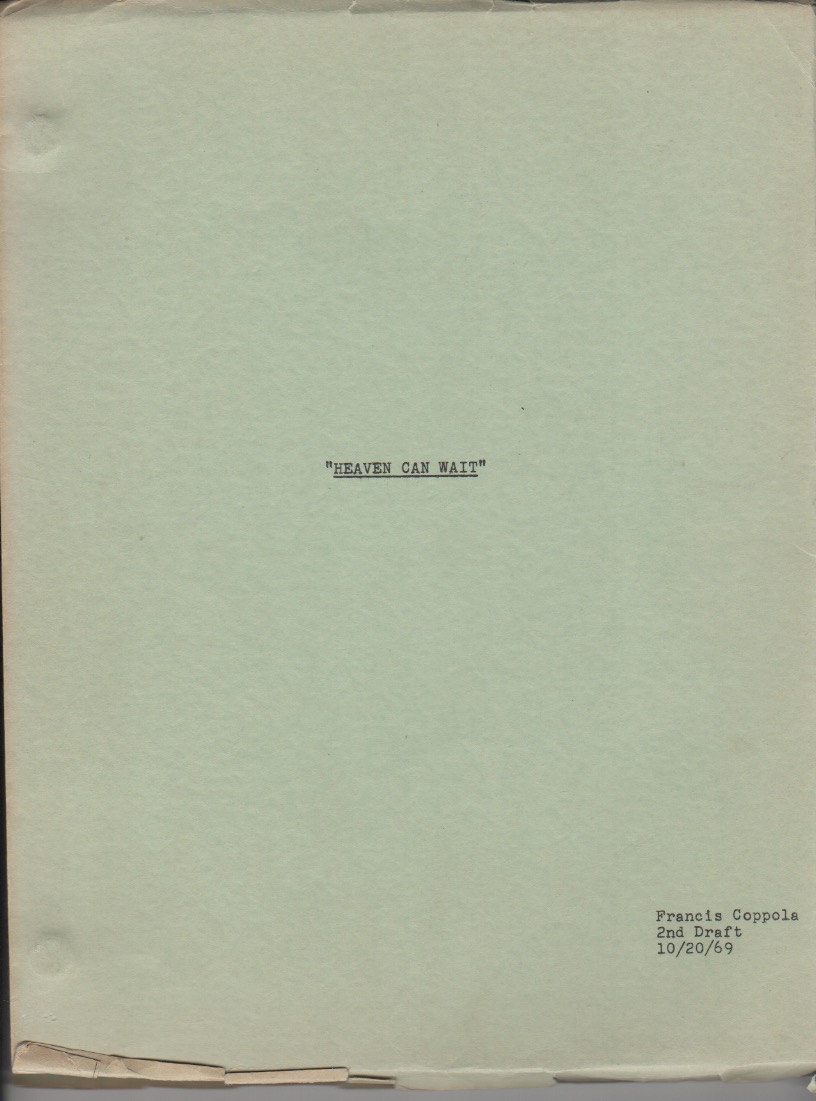 "HEAVEN CAN WAIT"
Francis Coppola
2nd Draft
10/20/69